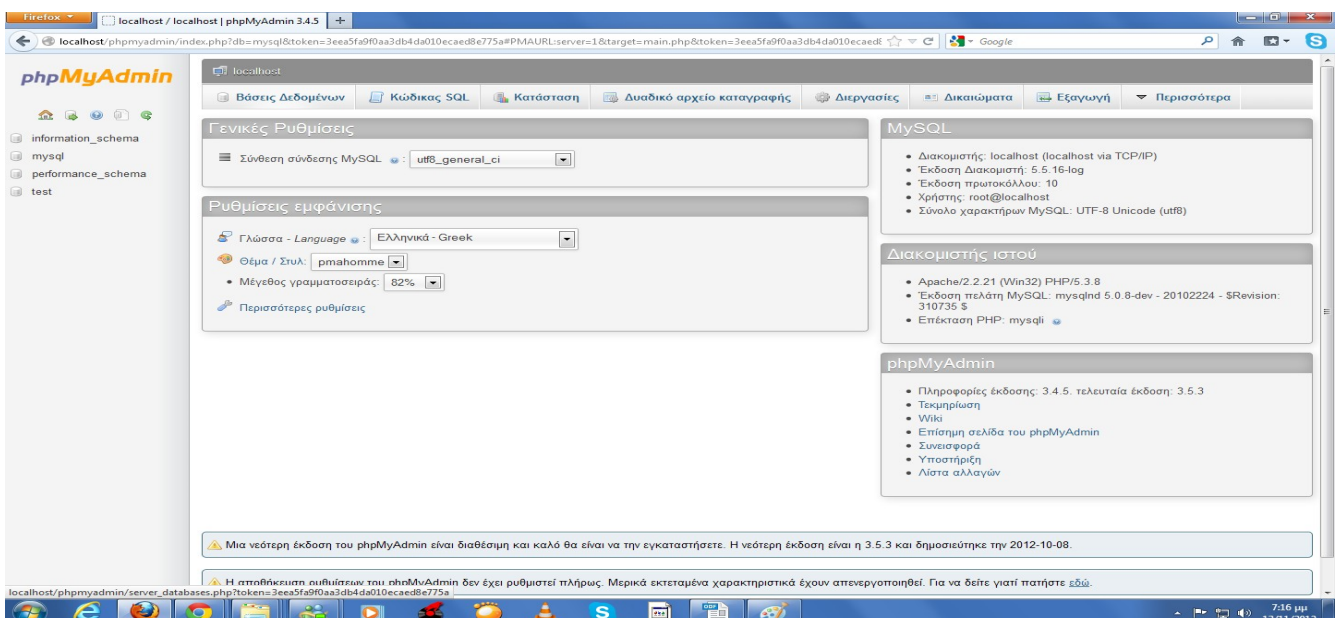 Firefox
localhost / localhost | phpMyAdmin 3.4.5
localhost/phpmyadmin/index.php?db=mysql&token=3eea5fa9f0aa3db4da010ecaed8e775a#PMAURL:server=1&target=main.php&token=3eea5fa9f0aa3db4da010ecaed8
Google
phpMyAdmin
information_schema
mysql
performance_schema
test
localhost
Βάσεις Δεδομένων Κώδικας SQL Κατάσταση Δυαδικό αρχείο καταγραφής Διεργασίες Δικαιώματα Εξαγωγή Περισσότερα
Γενικές Ρυθμίσεις
Σύνθεση σύνδεσης MySQL : utf8_general_ci
Ρυθμίσεις εμφάνισης
Γλώσσα - Language : Ελληνικά - Greek
Θέμα / Στυλ: pmahomme
• Μέγεθος γραμματοσειράς: 82%
Περισσότερες ρυθμίσεις
MySQL
• Διακομιστής: localhost (localhost via TCP/IP)
• Έκδοση Διακομιστή: 5.5.16-log
• Έκδοση πρωτοκόλλου: 10
• Χρήστης: root@localhost
• Σύνολο χαρακτήρων MySQL: UTF-8 Unicode (utf8)
Διακομιστής ιστού
• Apache/2.2.21 (Win32) PHP/5.3.8
• Έκδοση πελάτη MySQL: mysqlnd 5.0.8-dev - 20102224 - $Revision:
310735 $
• Επέκταση PHP: mysqli
phpMyAdmin
• Πληροφορίες έκδοσης: 3.4.5. τελευταία έκδοση: 3.5.3
• Τεκμηρίωση
• Wiki
• Επίσημη σελίδα του phpMyAdmin
• Συνεισφορά
• Υποστήριξη
• Λίστα αλλαγών
Μια νεότερη έκδοση του phpMyAdmin είναι διαθέσιμη και καλό θα είναι να την εγκαταστήσετε. Η νεότερη έκδοση είναι η 3.5.3 και δημοσιεύτηκε την 2012-10-08.
Η αποθήκευση ρυθμίσεων του phpMyAdmin δεν έχει ρυθμιστεί πλήρως. Μερικά εκτεταμένα χαρακτηριστικά έχουν απενεργοποιηθεί. Για να δείτε γιατί πατήστε εδώ.
localhost/phpmyadmin/server_databases.php?token=3eea5fa9f0aa3db4da010ecaed8e775a
7:16 μμ